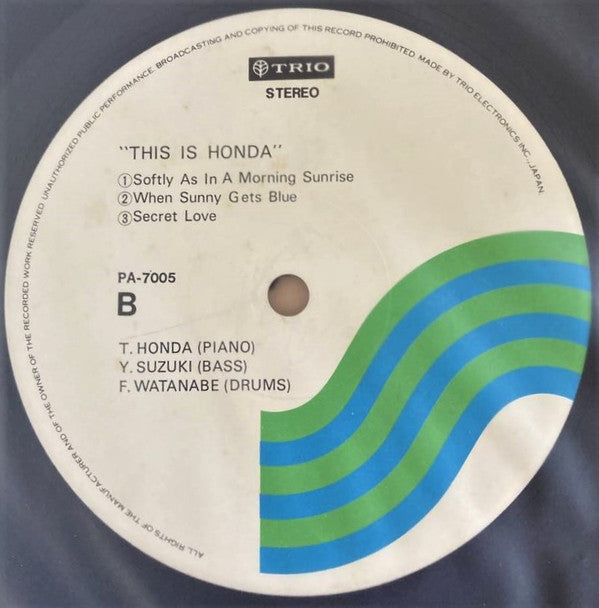 ALL RIGHTS OF THE MANUFACTURER AND OF THE OWNER OF THE RECORDED WORK RESERVED. UNAUTHORIZED PUBLIC PERFORMANCE. BROADCASTING AND COPYING OF THIS RECORD PROHIBITED. MADE BY TRIO ELECTRONICS INC., JAPAN.
TRIO
STEREO
"THIS IS HONDA"
①Softly As In A Morning Sunrise
②When Sunny Gets Blue
③Secret Love
PA-7005
B
T. HONDA (PIANO)
Y. SUZUKI (BASS)
F. WATANABE (DRUMS)